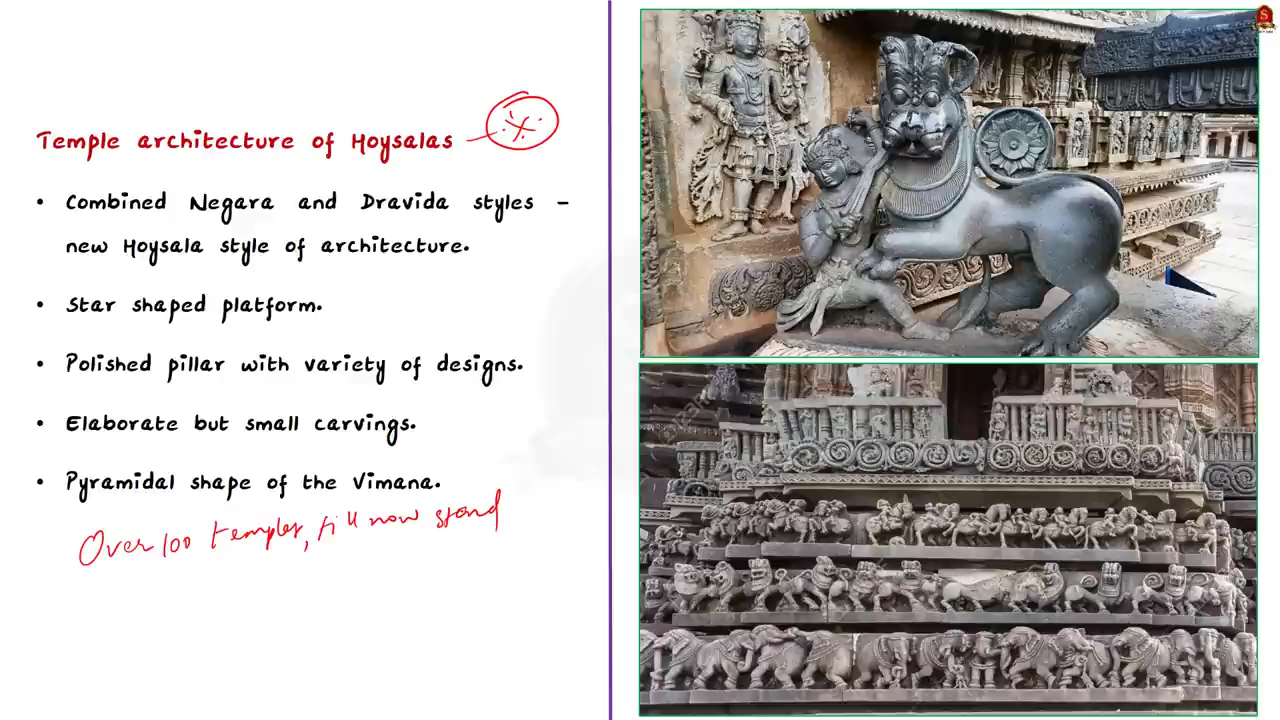 Temple architecture of Hoysalas
• Combined Negara and Dravida styles –
new Hoysala style of architecture.
• Star shaped platform.
• Polished pillar with variety of designs.
• Elaborate but small carvings.
• Pyramidal shape of the Vimana.
Over 100 temples, till now stand